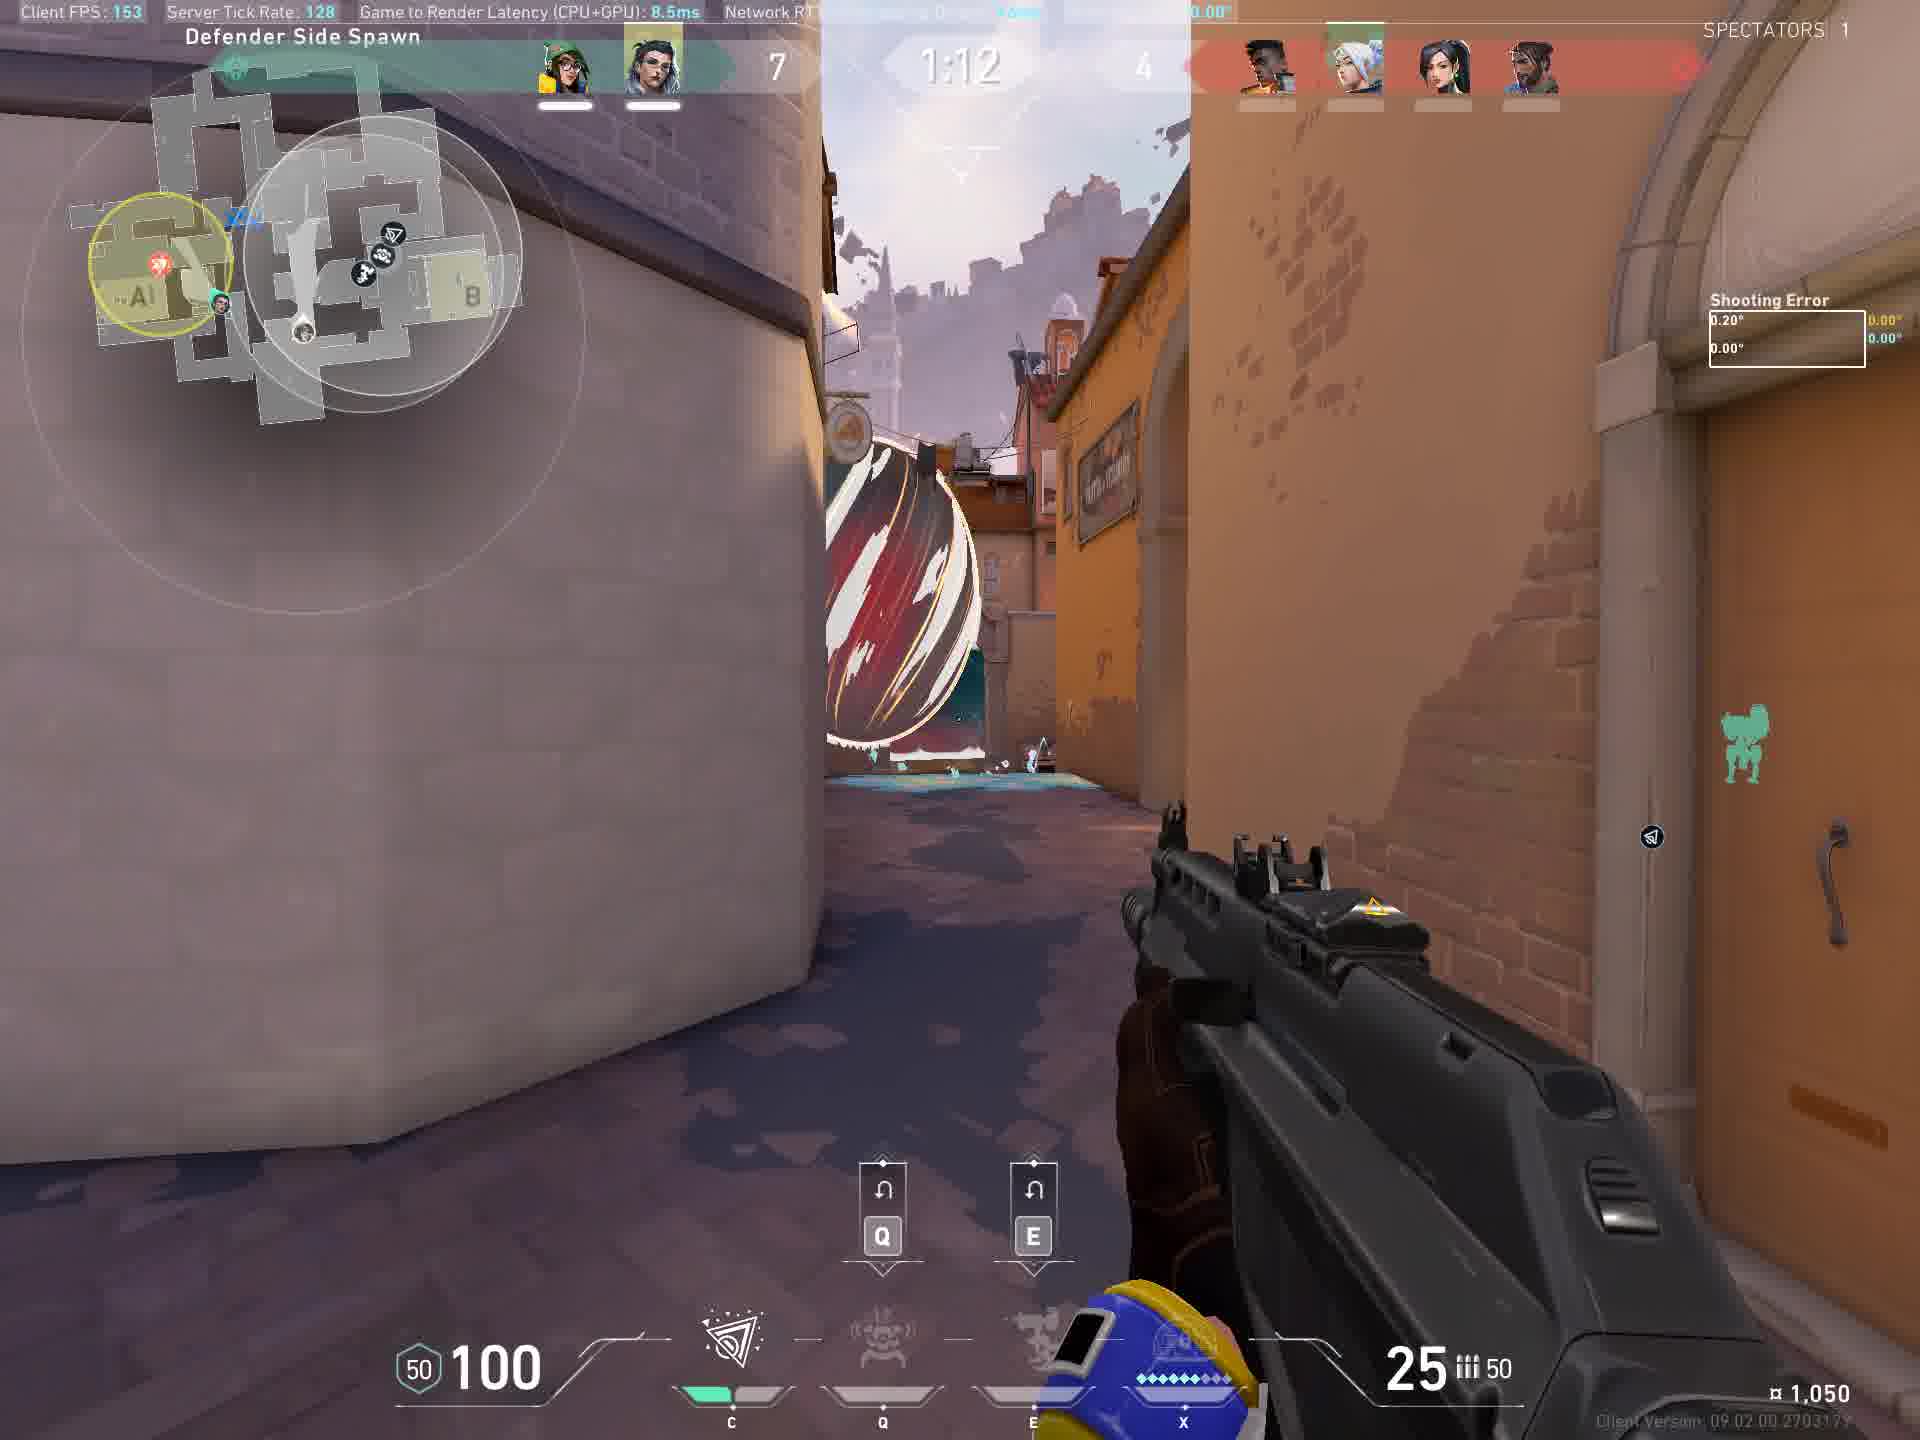 Client FPS: 153 Server Tick Rate: 128 Game to Render Latency (CPU+GPU): 8.5ms Network RT 0.00°
Defender Side Spawn
7 1:12 4
SPECTATORS 1
A
B
Shooting Error
0.20° 0.00°
0.00°
0.00°
Q E
50 100
25 50
C Q E X
¤ 1,050
Client Version: 09.02.00.2703179